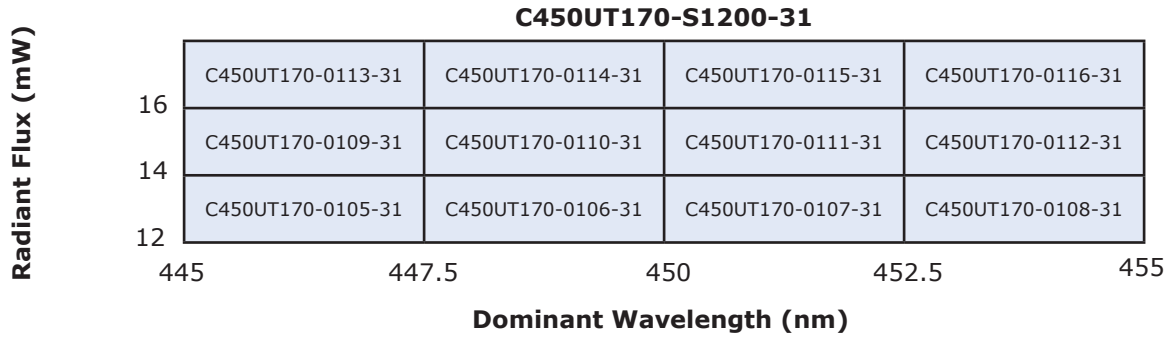 C450UT170-S1200-31
Radiant Flux (mW)
C450UT170-0113-31 C450UT170-0114-31 C450UT170-0115-31 C450UT170-0116-31
16
C450UT170-0109-31 C450UT170-0110-31 C450UT170-0111-31 C450UT170-0112-31
14
C450UT170-0105-31 C450UT170-0106-31 C450UT170-0107-31 C450UT170-0108-31
12
445 447.5 450 452.5 455
Dominant Wavelength (nm)